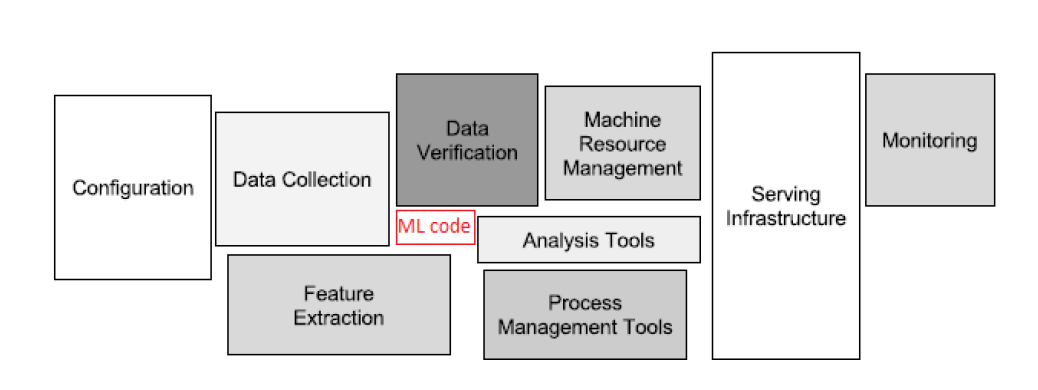 Configuration
Data Collection
Data
Verification
Machine
Resource
Management
Serving
Infrastructure
Monitoring
ML code
Analysis Tools
Feature
Extraction
Process
Management Tools